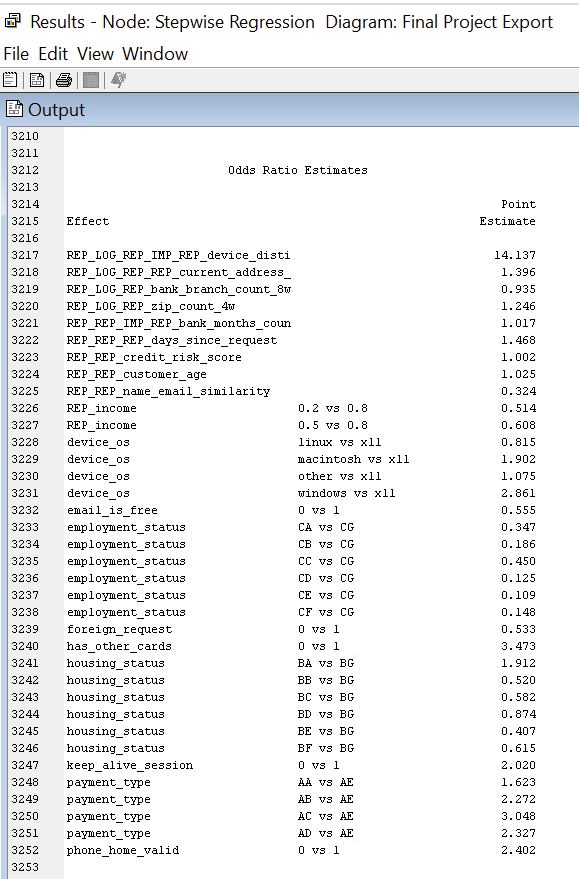 Results - Node: Stepwise Regression  Diagram: Final Project Export
File Edit View Window
Output
3210
3211
3212 Odds Ratio Estimates
3213
3214 Point
3215 Effect Estimate
3216
3217 REP_LOG_REP_IMP_REP_device_disti 14.137
3218 REP_LOG_REP_REP_current_address_ 1.396
3219 REP_LOG_REP_bank_branch_count_8w 0.935
3220 REP_LOG_REP_zip_count_4w 1.246
3221 REP_REP_IMP_REP_bank_months_coun 1.017
3222 REP_REP_REP_days_since_request 1.468
3223 REP_REP_credit_risk_score 1.002
3224 REP_REP_customer_age 1.025
3225 REP_REP_name_email_similarity 0.324
3226 REP_income 0.2 vs 0.8 0.514
3227 REP_income 0.5 vs 0.8 0.608
3228 device_os linux vs x11 0.815
3229 device_os macintosh vs x11 1.902
3230 device_os other vs x11 1.075
3231 device_os windows vs x11 2.861
3232 email_is_free 0 vs 1 0.555
3233 employment_status CA vs CG 0.347
3234 employment_status CB vs CG 0.186
3235 employment_status CC vs CG 0.450
3236 employment_status CD vs CG 0.125
3237 employment_status CE vs CG 0.109
3238 employment_status CF vs CG 0.148
3239 foreign_request 0 vs 1 0.533
3240 has_other_cards 0 vs 1 3.473
3241 housing_status BA vs BG 1.912
3242 housing_status BB vs BG 0.520
3243 housing_status BC vs BG 0.582
3244 housing_status BD vs BG 0.874
3245 housing_status BE vs BG 0.407
3246 housing_status BF vs BG 0.615
3247 keep_alive_session 0 vs 1 2.020
3248 payment_type AA vs AE 1.623
3249 payment_type AB vs AE 2.272
3250 payment_type AC vs AE 3.048
3251 payment_type AD vs AE 2.327
3252 phone_home_valid 0 vs 1 2.402
3253